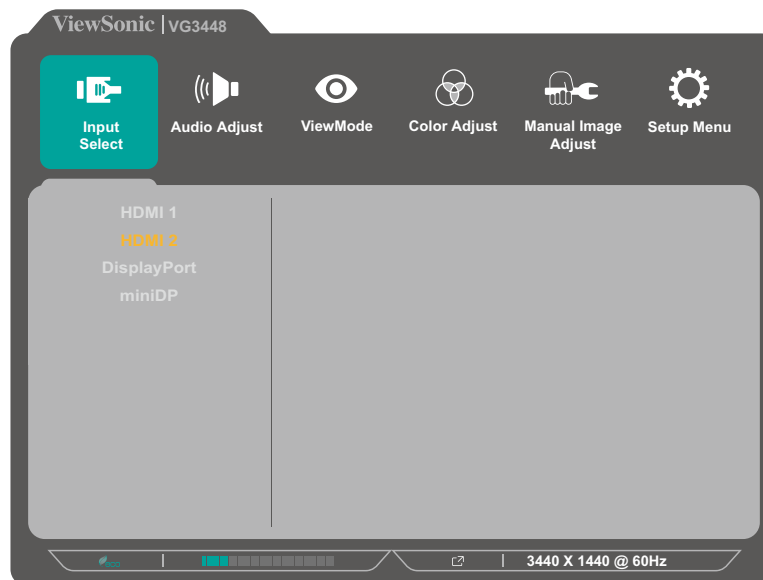 ViewSonic | VG3448
Input Select
Audio Adjust
ViewMode
Color Adjust
Manual Image Adjust
Setup Menu
HDMI 1
HDMI 2
DisplayPort
miniDP
eco
3440 X 1440 @ 60Hz